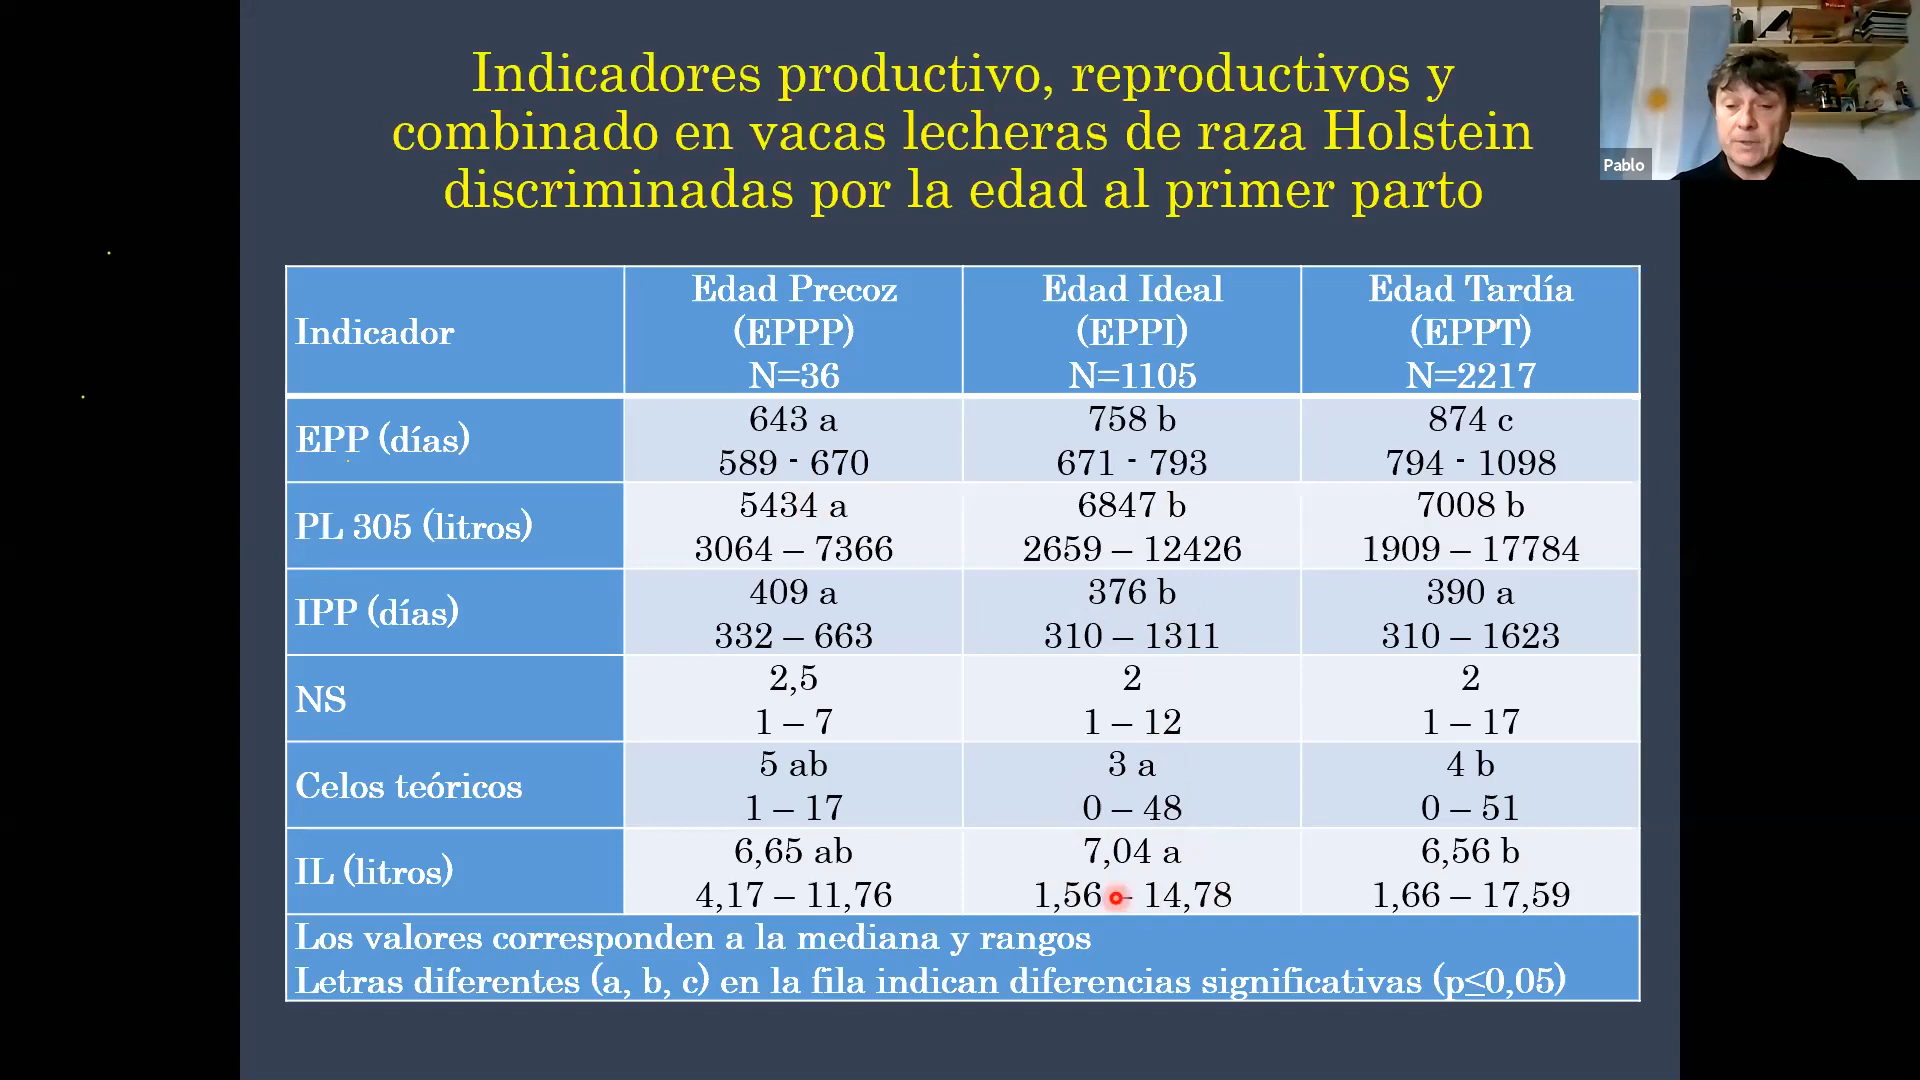 Indicadores productivo, reproductivos y
combinado en vacas lecheras de raza Holstein
discriminadas por la edad al primer parto
Pablo
Indicador
Edad Precoz
(EPPP)
N=36
Edad Ideal
(EPPI)
N=1105
Edad Tardía
(EPPT)
N=2217
EPP (días)
643 a
589 - 670
758 b
671 - 793
874 c
794 - 1098
PL 305 (litros)
5434 a
3064 – 7366
6847 b
2659 – 12426
7008 b
1909 – 17784
IPP (días)
409 a
332 – 663
376 b
310 – 1311
390 a
310 – 1623
NS
2,5
1 – 7
2
1 – 12
2
1 – 17
Celos teóricos
5 ab
1 – 17
3 a
0 – 48
4 b
0 – 51
IL (litros)
6,65 ab
4,17 – 11,76
7,04 a
1,56 – 14,78
6,56 b
1,66 – 17,59
Los valores corresponden a la mediana y rangos
Letras diferentes (a, b, c) en la fila indican diferencias significativas (p≤0,05)